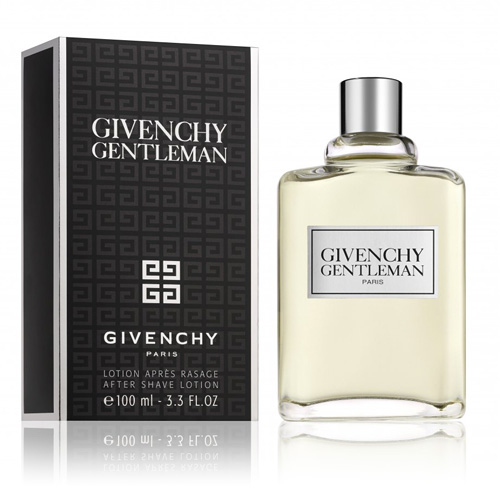 GIVENCHY
GENTLEMAN
GIVENCHY
PARIS
LOTION APRÈS RASAGE
AFTER SHAVE LOTION
e 100 ml - 3.3 FL.OZ
GIVENCHY
GENTLEMAN
PARIS